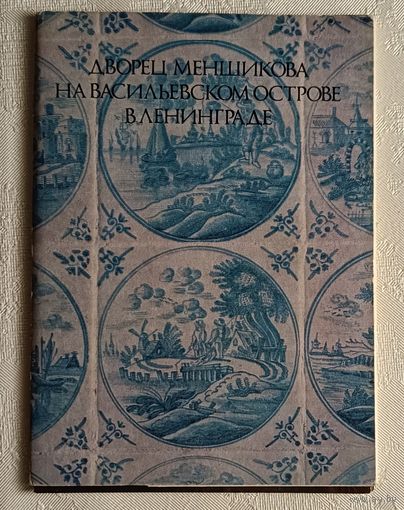 ДВОРЕЦ МЕНШИКОВА
НА ВАСИЛЬЕВСКОМ ОСТРОВЕ
В ЛЕНИНГРАДЕ